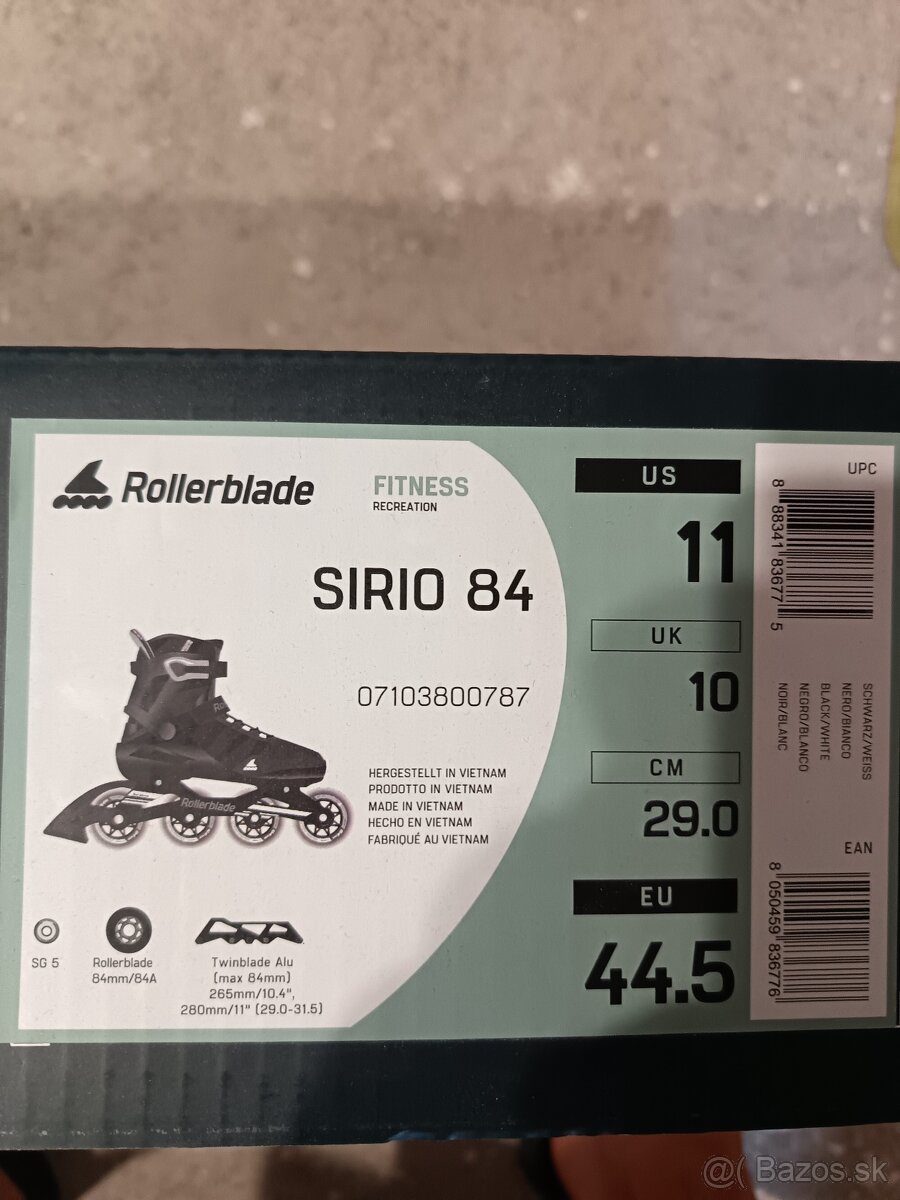 Rollerblade
FITNESS
RECREATION
SIRIO 84
07103800787
Rollerblade
HERGESTELLT IN VIETNAM
PRODOTTO IN VIETNAM
MADE IN VIETNAM
HECHO EN VIETNAM
FABRIQUÉ AU VIETNAM
SG 5
Rollerblade
84mm/84A
Twinblade Alu
(max 84mm)
265mm/10.4",
280mm/11" (29.0-31.5)
US
11
UK
10
CM
29.0
EU
44.5
UPC
8 88341 83677 5
SCHWARZ/WEISS
NERO/BIANCO
BLACK/WHITE
NEGRO/BLANCO
NOIR/BLANC
EAN
8 050459 836776
@( Bazos.sk